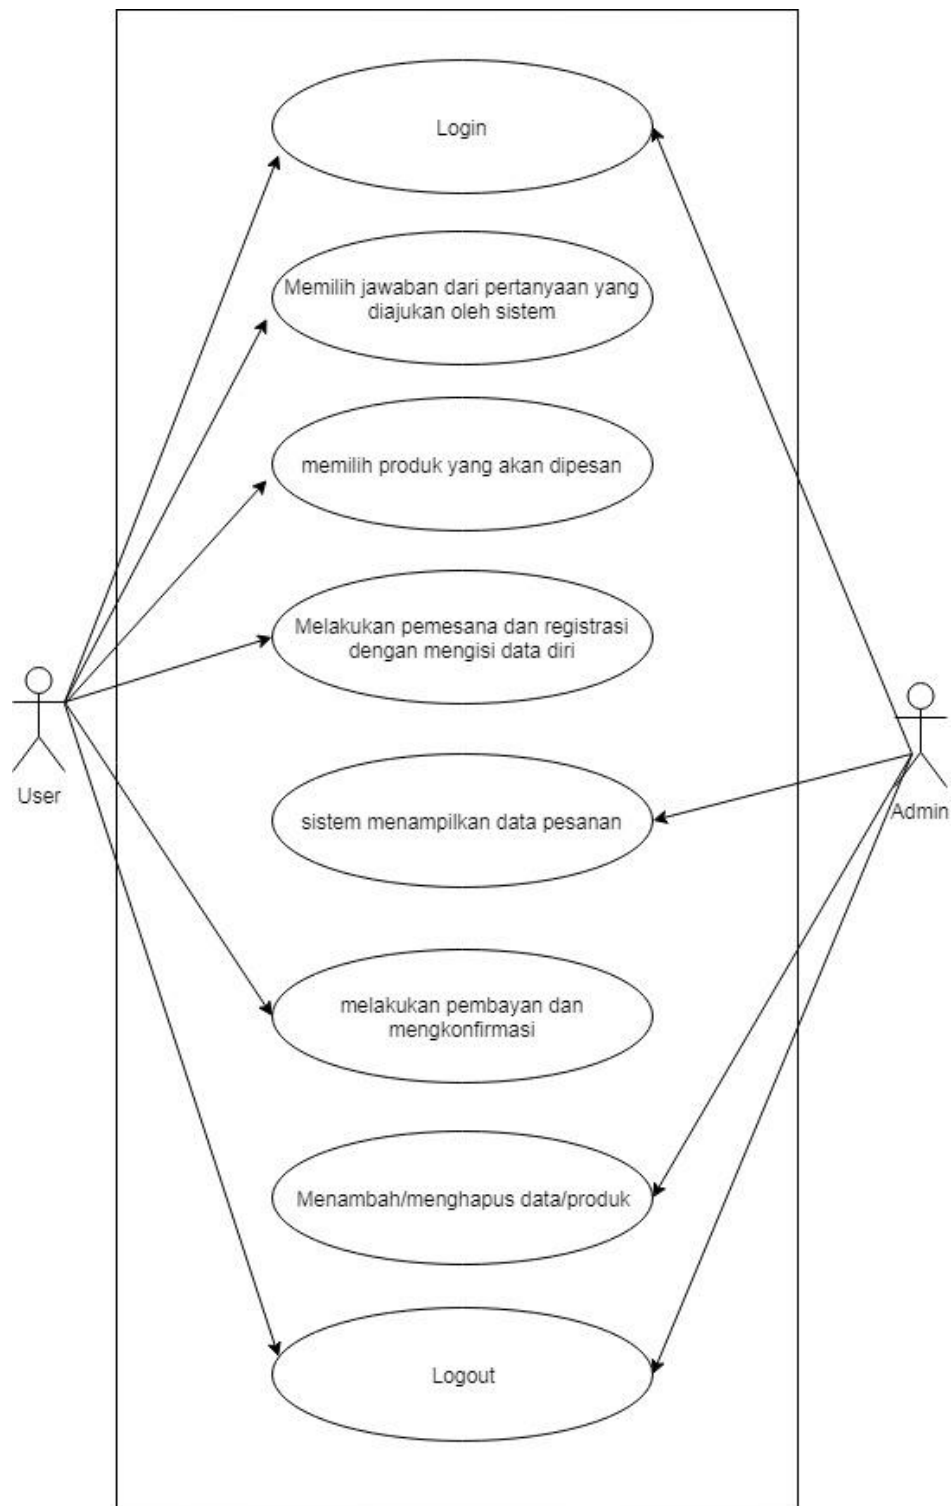 Login
Memilih jawaban dari pertanyaan yang
diajukan oleh sistem
memilih produk yang akan dipesan
Melakukan pemesana dan registrasi
dengan mengisi data diri
User
sistem menampilkan data pesanan
Admin
melakukan pembayan dan
mengkonfirmasi
Menambah/menghapus data/produk
Logout